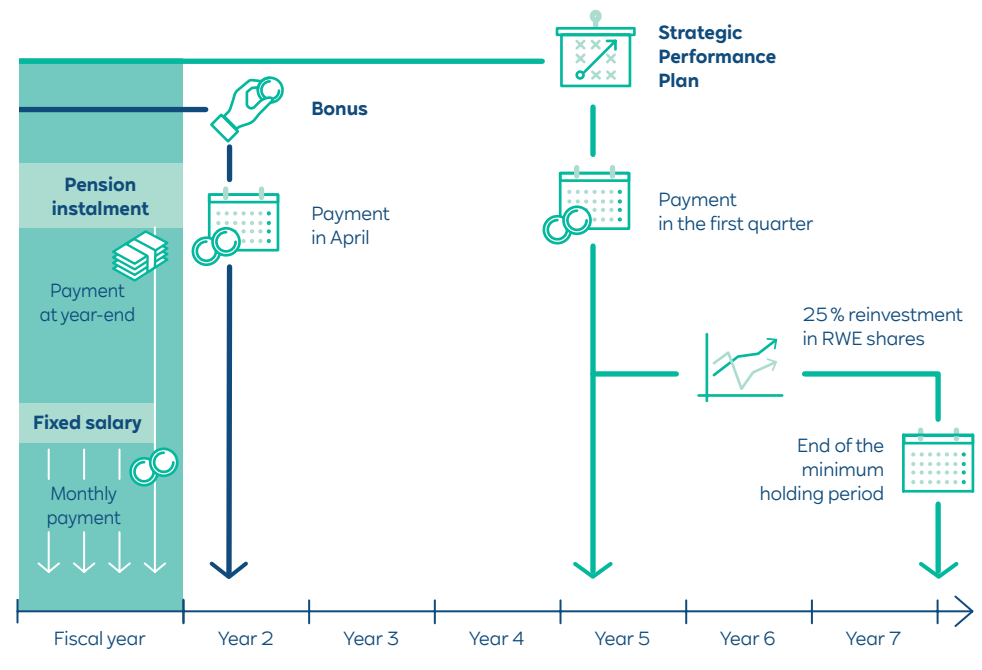 Strategic
Performance
Plan
Bonus
Pension
instalment
Payment
in April
Payment
in the first quarter
Payment
at year-end
25 % reinvestment
in RWE shares
Fixed salary
End of the
minimum
holding period
Monthly
payment
Fiscal year
Year 2
Year 3
Year 4
Year 5
Year 6
Year 7